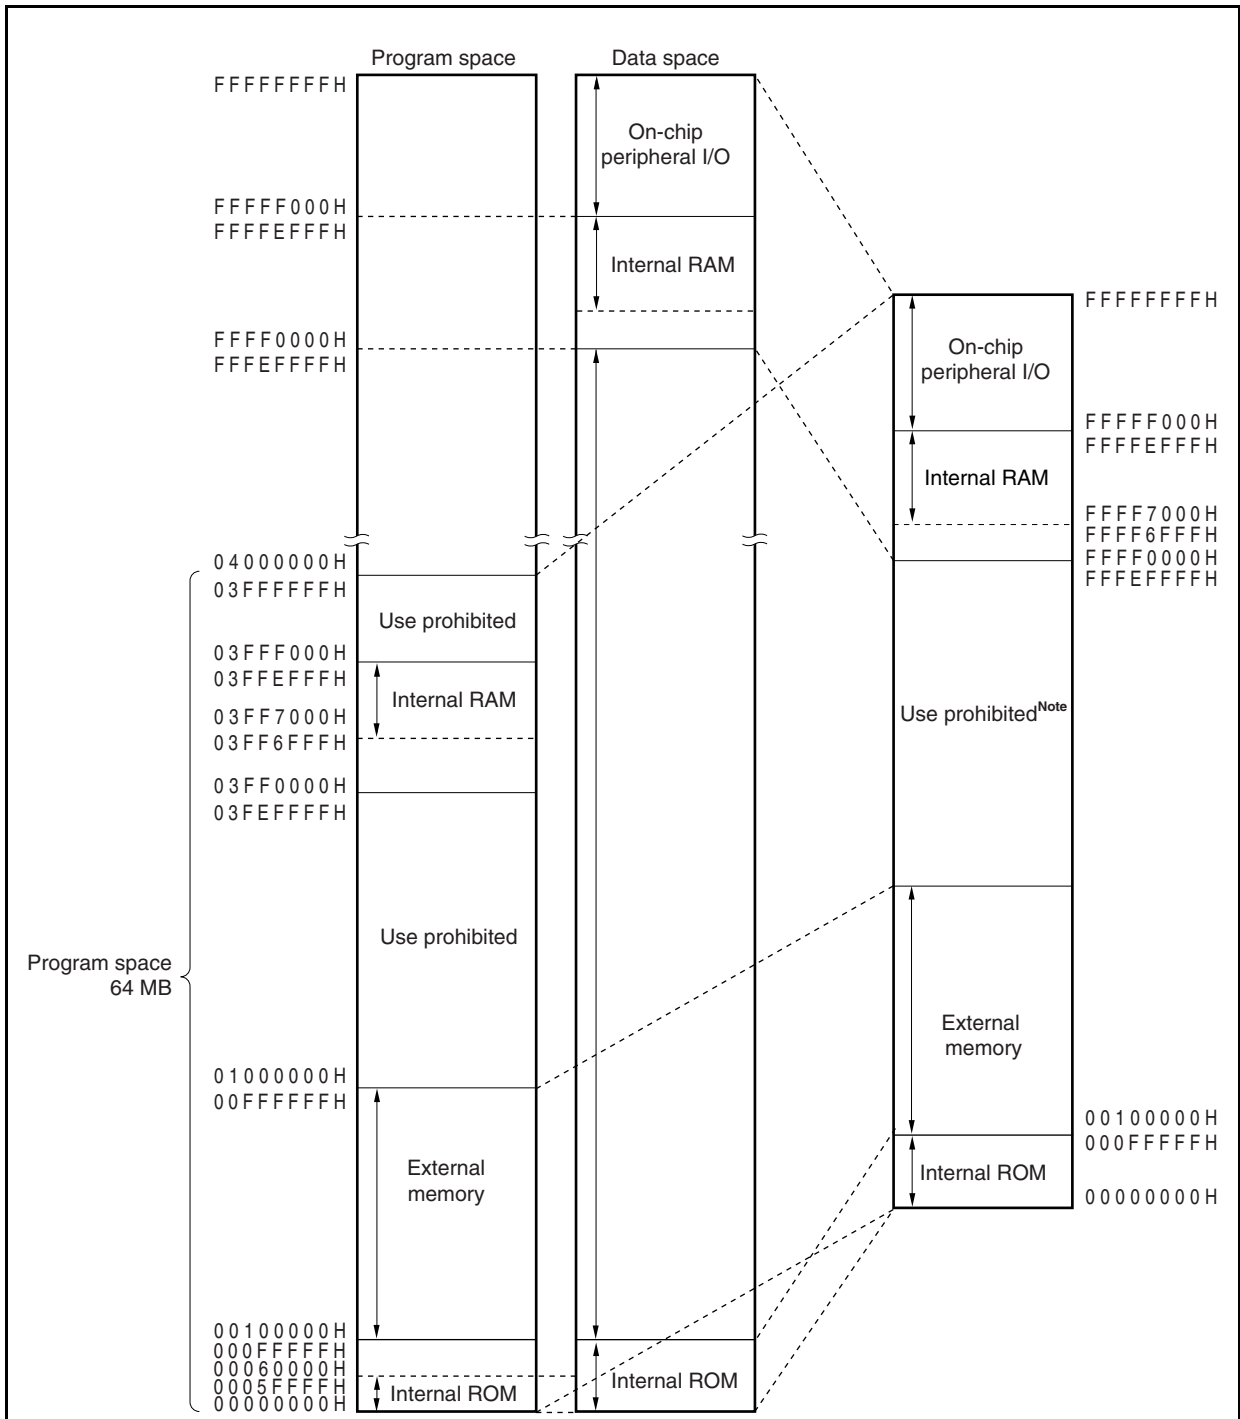 Program space
Data space
FFFFFFFFH
On-chip
peripheral I/O
FFFFF000H
FFFFEFFFH
Internal RAM
FFFF0000H
FFFEFFFFH
04000000H
03FFFFFFH
Use prohibited
03FFF000H
03FFEFFFH
Internal RAM
03FF7000H
03FF6FFFH
03FF0000H
03FEFFFFH
Use prohibited
Program space
64 MB
01000000H
00FFFFFFH
External
memory
00100000H
000FFFFFH
00060000H
0005FFFFH
00000000H
Internal ROM
Internal ROM
FFFFFFFFH
On-chip
peripheral I/O
FFFFF000H
FFFFEFFFH
Internal RAM
FFFF7000H
FFFF6FFFH
FFFF0000H
FFFEFFFFH
Use prohibitedNote
External
memory
00100000H
000FFFFFH
Internal ROM
00000000H